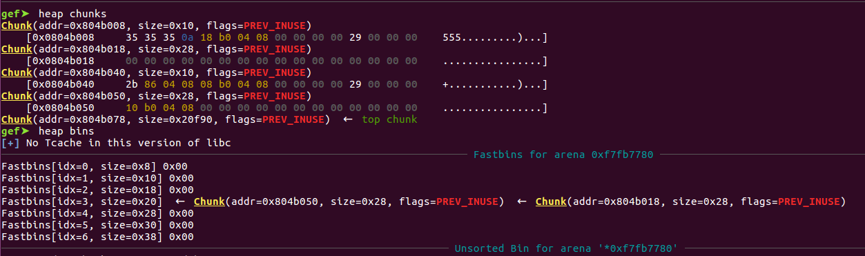 gef➤ heap chunks
Chunk(addr=0x804b008, size=0x10, flags=PREV_INUSE)
[0x0804b008 35 35 35 0a 18 b0 04 08 00 00 00 00 29 00 00 00 555.........)...]
Chunk(addr=0x804b018, size=0x28, flags=PREV_INUSE)
[0x0804b018 00 00 00 00 00 00 00 00 00 00 00 00 00 00 00 00 ................]
Chunk(addr=0x804b040, size=0x10, flags=PREV_INUSE)
[0x0804b040 2b 86 04 08 08 b0 04 08 00 00 00 00 29 00 00 00 +...........)...]
Chunk(addr=0x804b050, size=0x28, flags=PREV_INUSE)
[0x0804b050 10 b0 04 08 00 00 00 00 00 00 00 00 00 00 00 00 ................]
Chunk(addr=0x804b078, size=0x20f90, flags=PREV_INUSE) ← top chunk
gef➤ heap bins
[+] No Tcache in this version of libc
Fastbins for arena 0xf7fb7780
Fastbins[idx=0, size=0x8] 0x00
Fastbins[idx=1, size=0x10] 0x00
Fastbins[idx=2, size=0x18] 0x00
Fastbins[idx=3, size=0x20] ← Chunk(addr=0x804b050, size=0x28, flags=PREV_INUSE) ← Chunk(addr=0x804b018, size=0x28, flags=PREV_INUSE)
Fastbins[idx=4, size=0x28] 0x00
Fastbins[idx=5, size=0x30] 0x00
Fastbins[idx=6, size=0x38] 0x00
Unsorted Bin for arena '*0xf7fb7780'